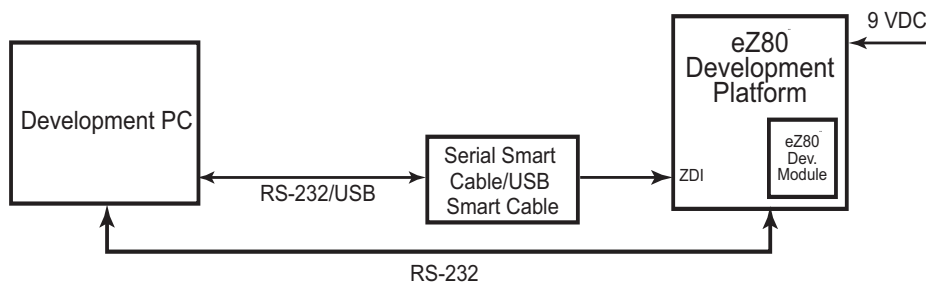 9 VDC
eZ80
Development
Platform
Development PC
eZ80
Dev.
Module
Serial Smart
Cable/USB
Smart Cable
ZDI
RS-232/USB
RS-232